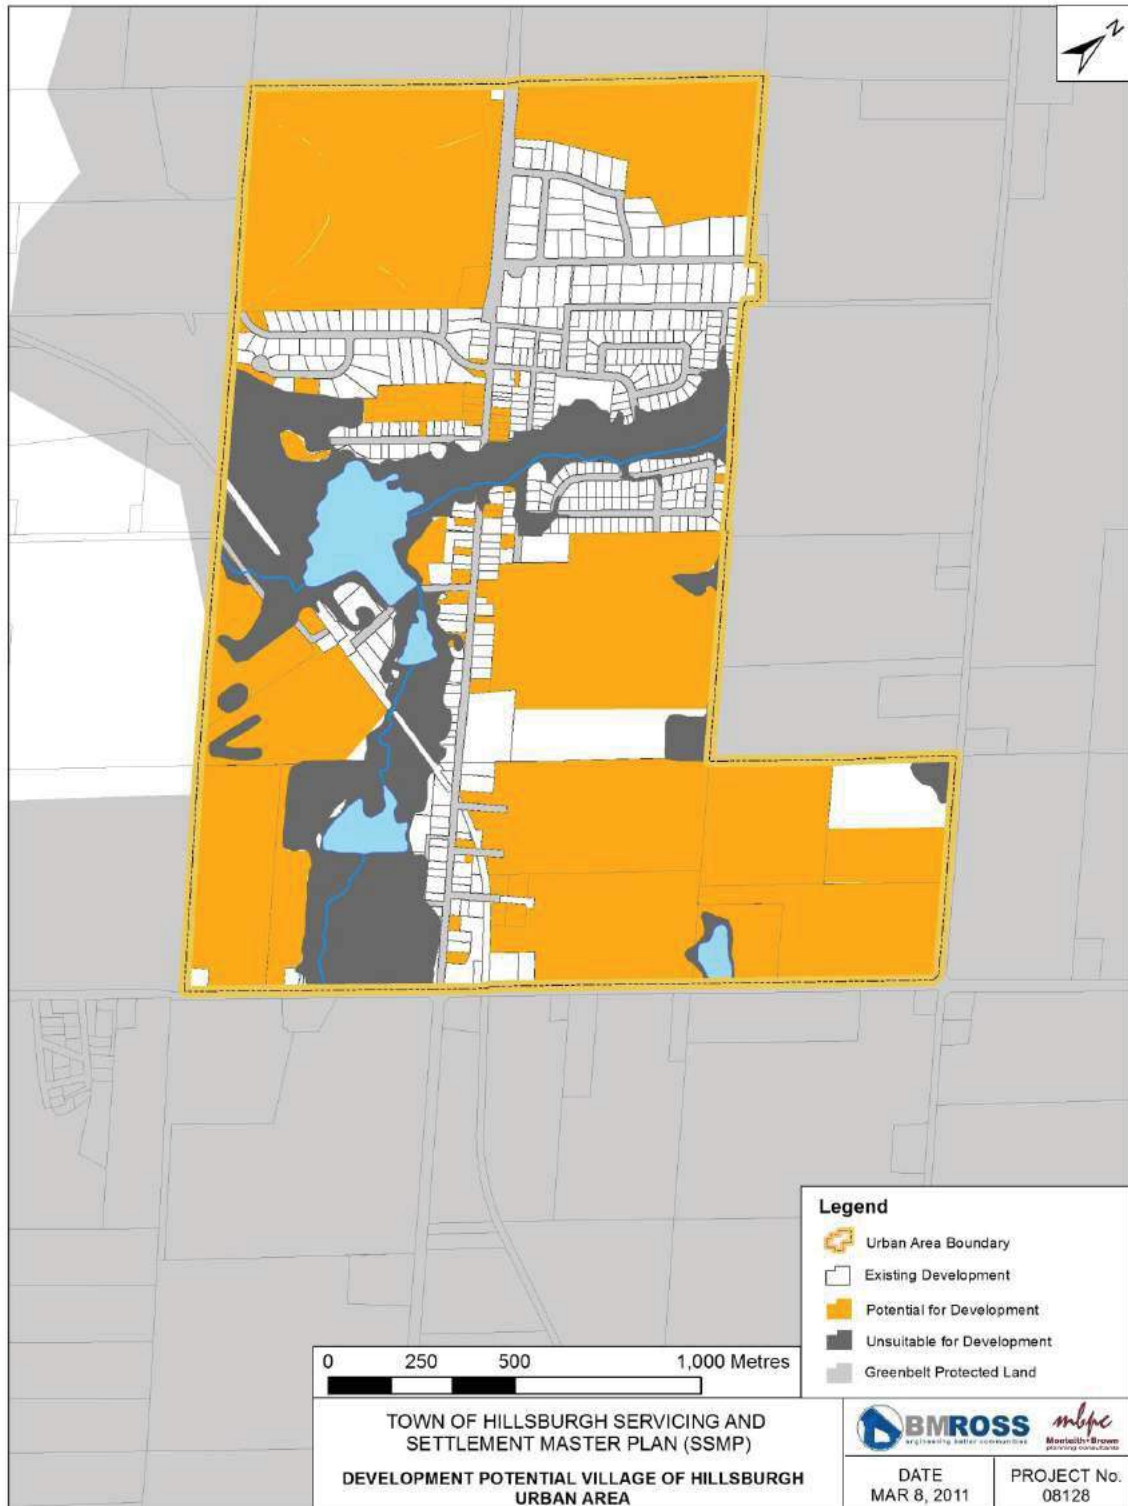 N
Legend
Urban Area Boundary
Existing Development
Potential for Development
Unsuitable for Development
Greenbelt Protected Land
0 250 500 1,000 Metres
TOWN OF HILLSBURGH SERVICING AND
SETTLEMENT MASTER PLAN (SSMP)
DEVELOPMENT POTENTIAL VILLAGE OF HILLSBURGH
URBAN AREA
BMROSS
engineering better communities
mbpc
Monteith•Brown
planning consultants
DATE
MAR 8, 2011
PROJECT No.
08128